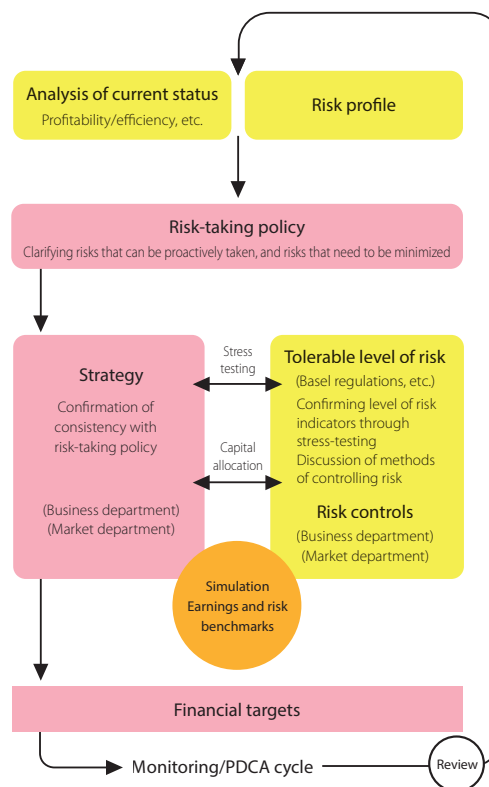 Analysis of current status
Profitability/efficiency, etc.
Risk profile
Risk-taking policy
Clarifying risks that can be proactively taken, and risks that need to be minimized
Strategy
Confirmation of
consistency with
risk-taking policy
(Business department)
(Market department)
Stress
testing
Capital
allocation
Tolerable level of risk
(Basel regulations, etc.)
Confirming level of risk
indicators through
stress-testing
Discussion of methods
of controlling risk
Risk controls
(Business department)
(Market department)
Simulation
Earnings and risk
benchmarks
Financial targets
Monitoring/PDCA cycle
Review